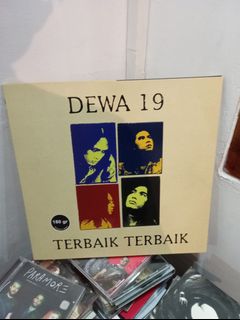 DEWA 19
180 gr
TERBAIK TERBAIK
PARAMORE